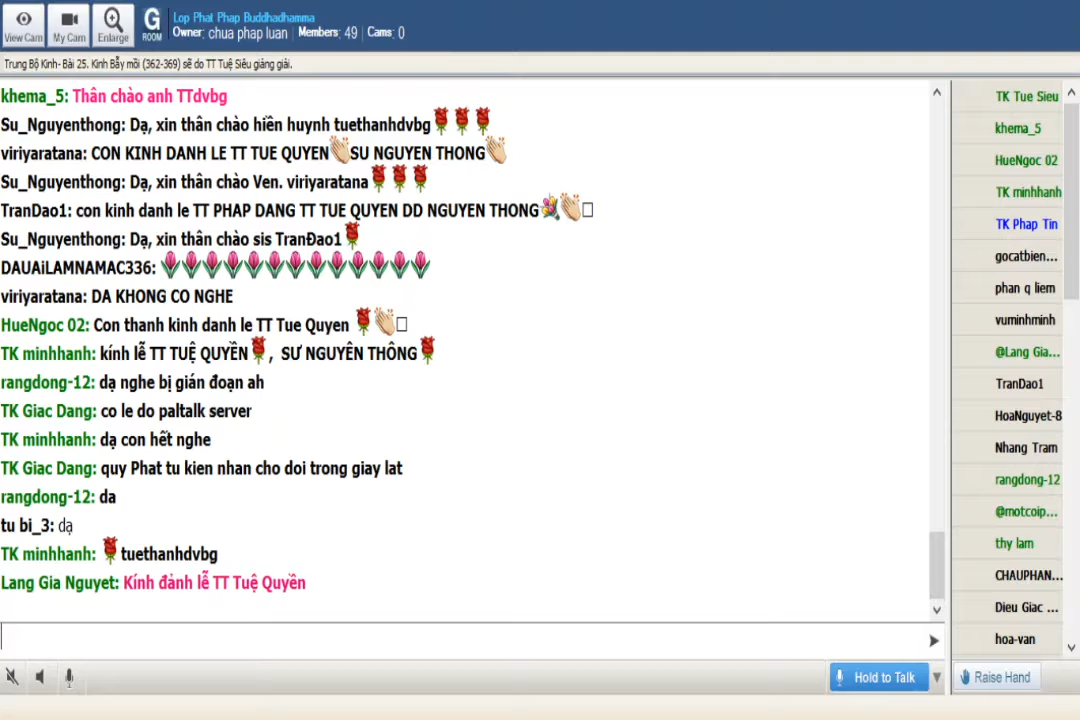 Lop Phat Phap Buddhadhamma
Owner: chua phap luan | Members: 49 | Cams: 0
View Cam
My Cam
Enlarge
G
ROOM
Trung Bộ Kinh- Bài 25. Kinh Bẫy mồi (362-369) sẽ do TT Tuệ Siêu giảng giải.
khema_5: Thân chào anh TTdvbg
Su_Nguyenthong: Dạ, xin thân chào hiền huynh tuethanhdvbg
viriyaratana: CON KINH DANH LE TT TUE QUYEN SU NGUYEN THONG
Su_Nguyenthong: Dạ, xin thân chào Ven. viriyaratana
TranDao1: con kinh danh le TT PHAP DANG TT TUE QUYEN DD NGUYEN THONG
Su_Nguyenthong: Dạ, xin thân chào sis TranĐao1
DAUAiLAMNAMAC336:
viriyaratana: DA KHONG CO NGHE
HueNgoc 02: Con thanh kinh danh le TT Tue Quyen
TK minhhanh: kính lễ TT TUỆ QUYỀN, SƯ NGUYÊN THÔNG
rangdong-12: dạ nghe bị gián đoạn ah
TK Giac Dang: co le do paltalk server
TK minhhanh: dạ con hết nghe
TK Giac Dang: quy Phat tu kien nhan cho doi trong giay lat
rangdong-12: da
tu bi_3: dạ
TK minhhanh: tuethanhdvbg
Lang Gia Nguyet: Kính đảnh lễ TT Tuệ Quyền
TK Tue Sieu
khema_5
HueNgoc 02
TK minhhanh
TK Phap Tin
gocatbien...
phan q liem
vuminhminh
@Lang Gia...
TranDao1
HoaNguyet-8
Nhang Tram
rangdong-12
@motcoip...
thy lam
CHAUPHAN...
Dieu Giac ...
hoa-van
Hold to Talk
Raise Hand